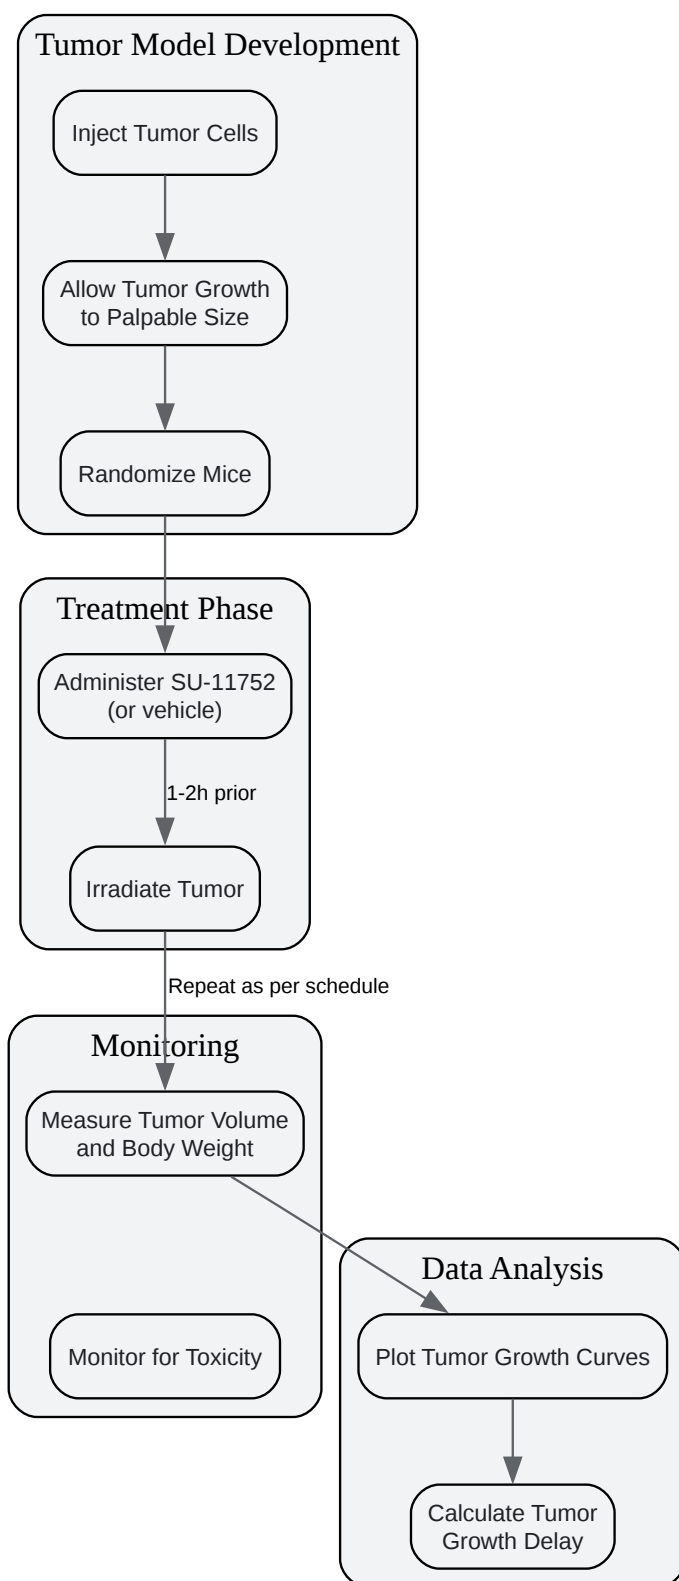 Tumor Model Development
Inject Tumor Cells
Allow Tumor Growth
to Palpable Size
Randomize Mice
Treatment Phase
Administer SU-11752
(or vehicle)
1-2h prior
Irradiate Tumor
Repeat as per schedule
Monitoring
Measure Tumor Volume
and Body Weight
Monitor for Toxicity
Data Analysis
Plot Tumor Growth Curves
Calculate Tumor
Growth Delay